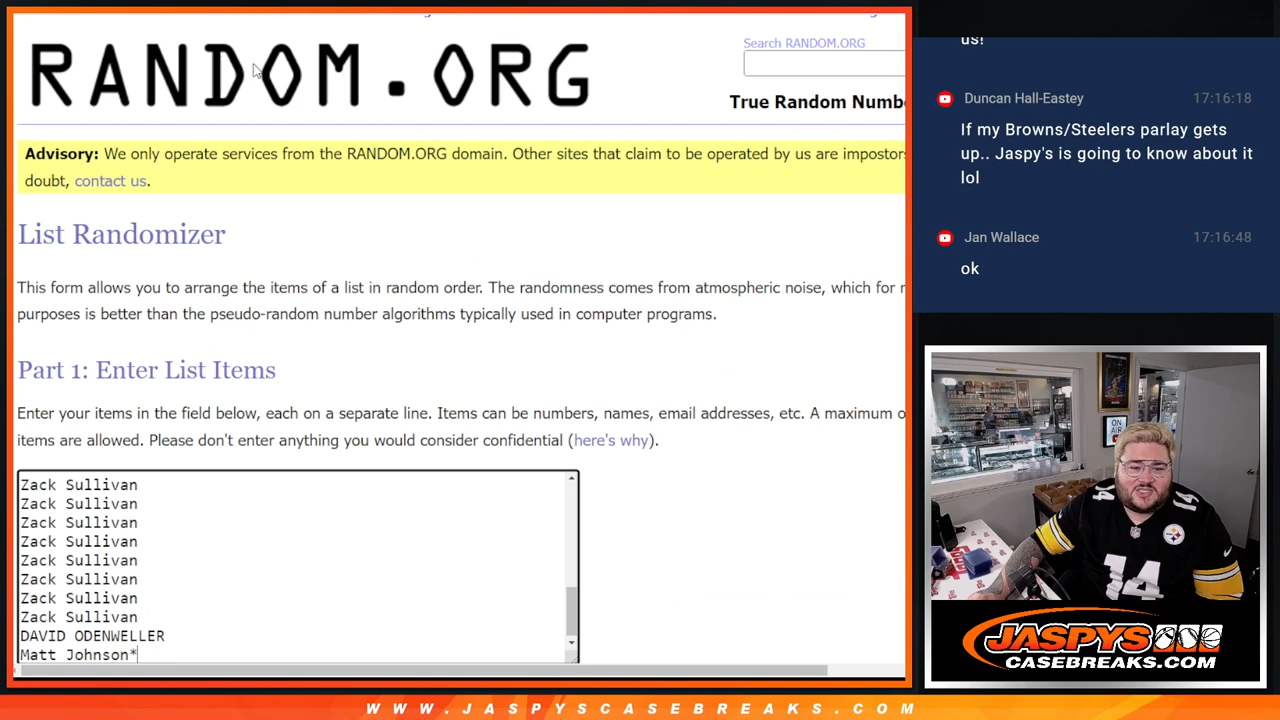 RANDOM.ORG
Search RANDOM.ORG
True Random Numb
Advisory: We only operate services from the RANDOM.ORG domain. Other sites that claim to be operated by us are impostors
doubt, contact us.
List Randomizer
This form allows you to arrange the items of a list in random order. The randomness comes from atmospheric noise, which for
purposes is better than the pseudo-random number algorithms typically used in computer programs.
Part 1: Enter List Items
Enter your items in the field below, each on a separate line. Items can be numbers, names, email addresses, etc. A maximum
items are allowed. Please don't enter anything you would consider confidential (here's why).
Zack Sullivan
Zack Sullivan
Zack Sullivan
Zack Sullivan
Zack Sullivan
Zack Sullivan
Zack Sullivan
Zack Sullivan
DAVID ODENWELLER
Matt Johnson*
us!
Duncan Hall-Eastey 17:16:18
If my Browns/Steelers parlay gets
up.. Jaspy's is going to know about it
lol
Jan Wallace 17:16:48
ok
ON
AIR
14
14
14
JASPYS
CASEBREAKS.COM
WWW.JASPYSCASEBREAKS.COM